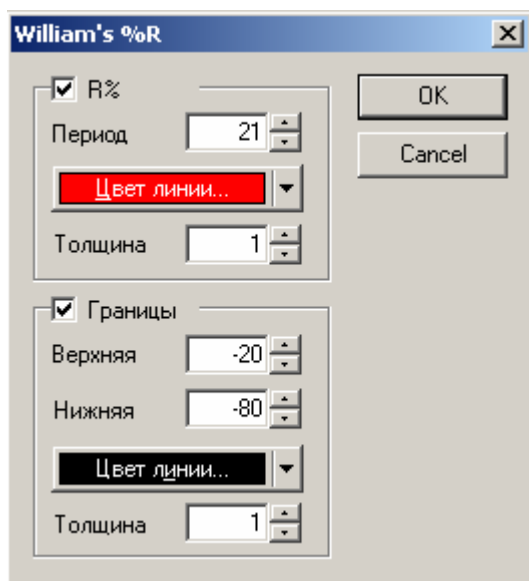 William's %R
R%
OK
Период 21
Cancel
Цвет линии...
Толщина 1
Границы
Верхняя -20
Нижняя -80
Цвет линии...
Толщина 1